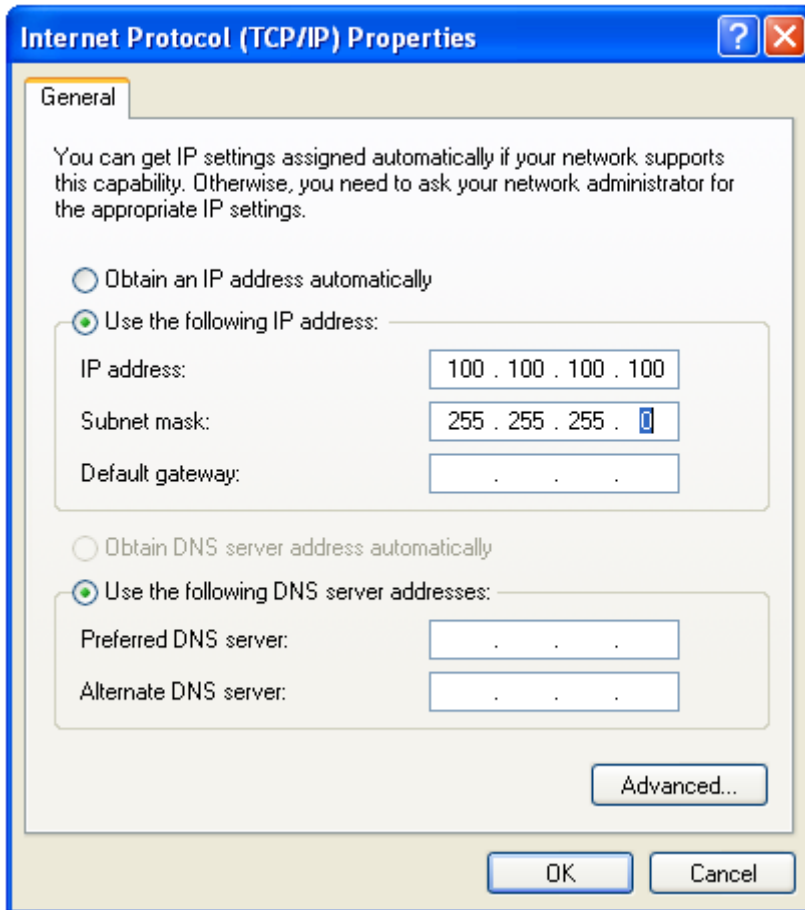 Internet Protocol (TCP/IP) Properties
General
You can get IP settings assigned automatically if your network supports
this capability. Otherwise, you need to ask your network administrator for
the appropriate IP settings.
Obtain an IP address automatically
Use the following IP address:
IP address: 100 . 100 . 100 . 100
Subnet mask: 255 . 255 . 255 . 0
Default gateway: . . .
Obtain DNS server address automatically
Use the following DNS server addresses:
Preferred DNS server: . . .
Alternate DNS server: . . .
Advanced...
OK Cancel